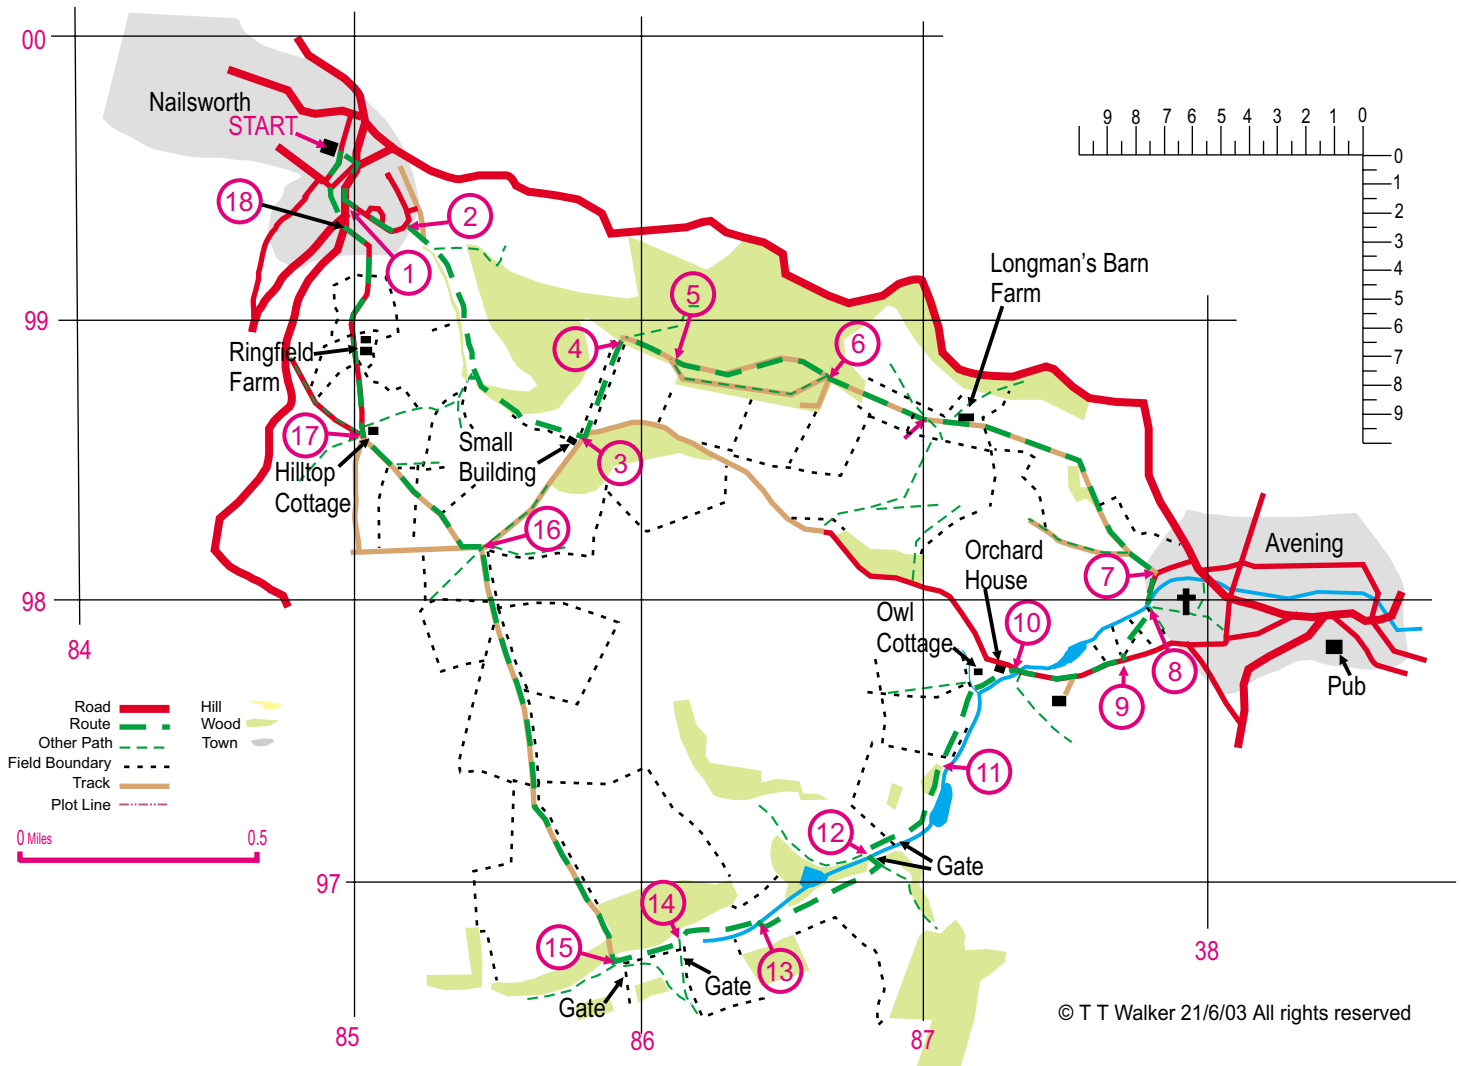 00
Nailsworth
START
9 8 7 6 5 4 3 2 1 0
0
1
2
3
4
5
6
7
8
9
18
2
1
Longman's Barn
Farm
5
99
4
6
Ringfield
Farm
17
Hilltop
Cottage
Small
Building
3
16
Orchard
House
7
Avening
98
Owl
Cottage
10
84
8
Pub
9
Road
Route
Other Path
Field Boundary
Track
Plot Line
Hill
Wood
Town
0 Miles
0.5
11
12
Gate
97
14
15
13
38
Gate
Gate
© T T Walker 21/6/03 All rights reserved
85
86
87